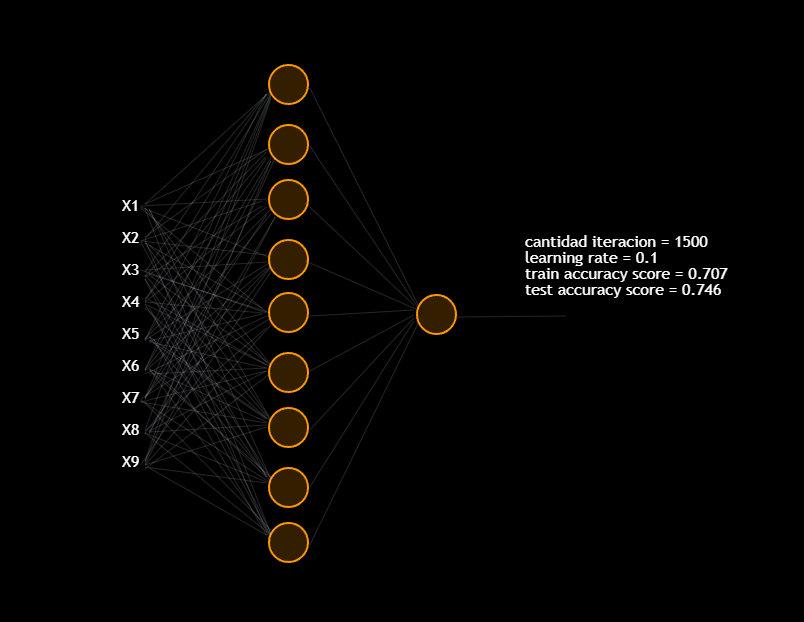 X1
X2
X3
X4
X5
X6
X7
X8
X9
cantidad iteracion = 1500
learning rate = 0.1
train accuracy score = 0.707
test accuracy score = 0.746